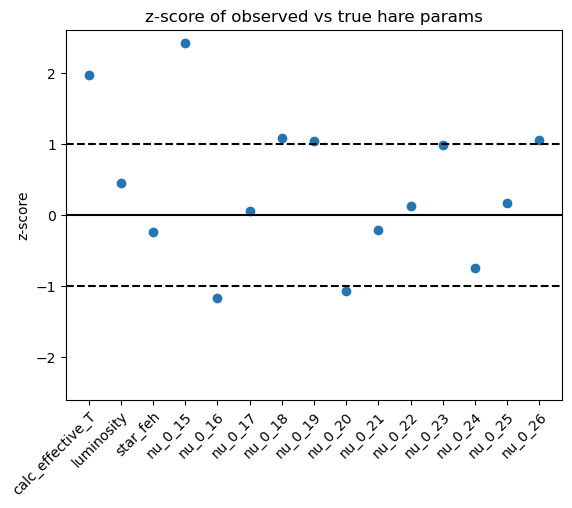 z-score of observed vs true hare params
z-score
2
1
0
−1
−2
calc_effective_T
luminosity
star_feh
nu_0_15
nu_0_16
nu_0_17
nu_0_18
nu_0_19
nu_0_20
nu_0_21
nu_0_22
nu_0_23
nu_0_24
nu_0_25
nu_0_26